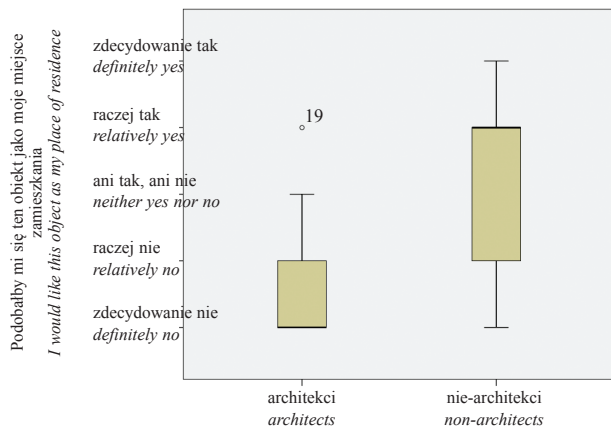 Podobałby mi się ten obiekt jako moje miejsce
zamieszkania
I would like this object as my place of residence
zdecydowanie tak
definitely yes
raczej tak
relatively yes
ani tak, ani nie
neither yes nor no
raczej nie
relatively no
zdecydowanie nie
definitely no
19
architekci
architects
nie-architekci
non-architects